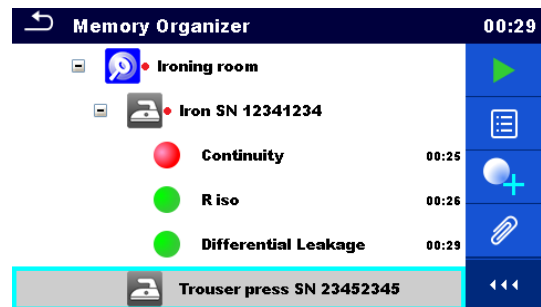 Memory Organizer 00:29
Ironing room
Iron SN 12341234
Continuity 00:25
R iso 00:26
Differential Leakage 00:29
Trouser press SN 23452345